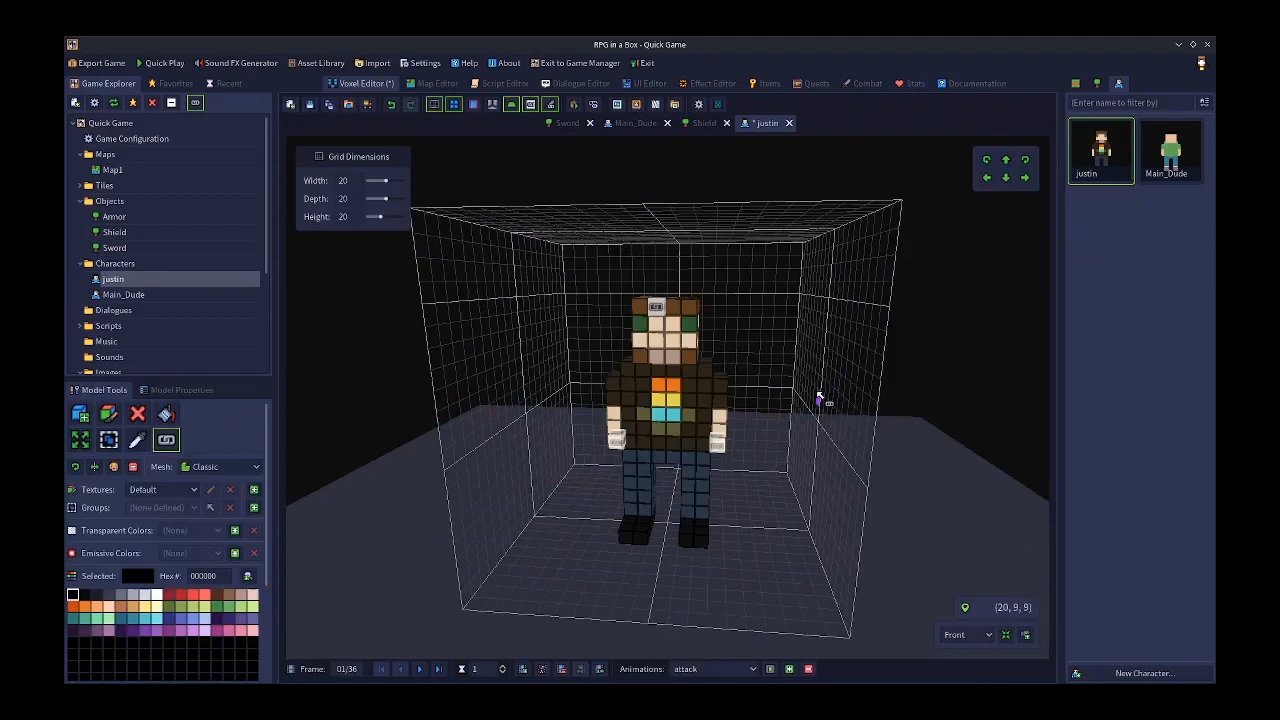 RPG in a Box - Quick Game
Export Game Quick Play Sound FX Generator Asset Library Import Settings Help About Exit to Game Manager Exit
Game Explorer Favorites Recent Voxel Editor (*) Map Editor Script Editor Dialogue Editor UI Editor Effect Editor Items Quests Combat Stats Documentation
(Enter name to filter by)
Sword Main_Dude Shield * justin
Quick Game
Game Configuration
Maps
Map1
Tiles
Objects
Armor
Shield
Sword
Characters
justin
Main_Dude
Dialogues
Scripts
Music
Sounds
Images
Grid Dimensions
Width: 20
Depth: 20
Height: 20
justin Main_Dude
Model Tools Model Properties
Mesh: Classic
Textures: Default
Groups: (None Defined)
Transparent Colors: (None)
Emissive Colors: (None)
Selected: Hex #: 000000
(20, 9, 9)
Front
Frame: 01/36 1 Animations: attack
New Character...